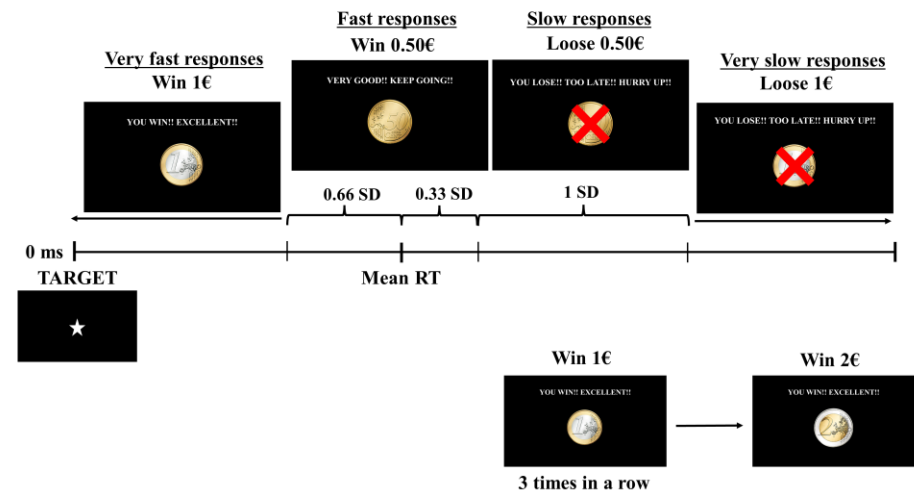 Very fast responses
Win 1€
YOU WIN!! EXCELLENT!!
Fast responses
Win 0.50€
VERY GOOD!! KEEP GOING!!
Slow responses
Loose 0.50€
YOU LOSE!! TOO LATE!! HURRY UP!!
Very slow responses
Loose 1€
YOU LOSE!! TOO LATE!! HURRY UP!!
0.66 SD
0.33 SD
1 SD
0 ms
TARGET
Mean RT
Win 1€
YOU WIN!! EXCELLENT!!
3 times in a row
Win 2€
YOU WIN!! EXCELLENT!!